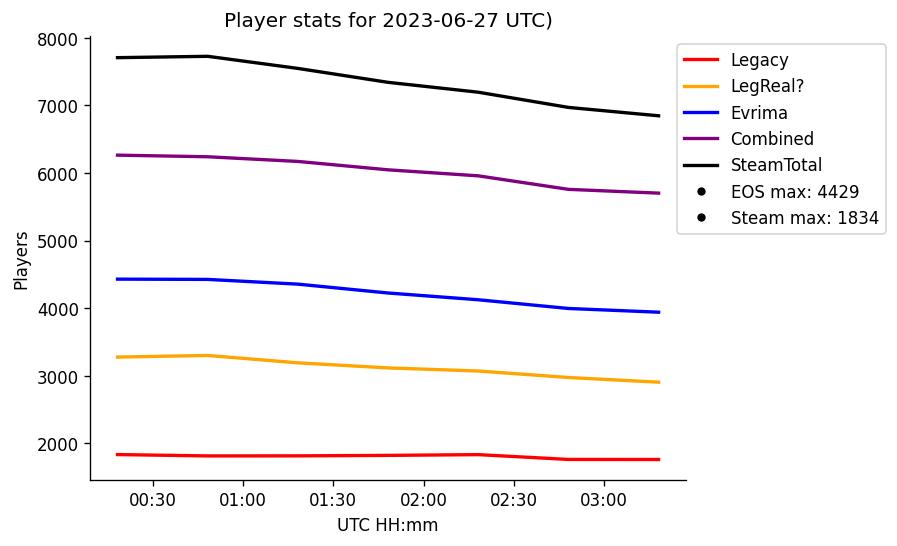 Player stats for 2023-06-27 UTC)
8000
7000
6000
5000
4000
3000
2000
Players
00:30 01:00 01:30 02:00 02:30 03:00
UTC HH:mm
Legacy
LegReal?
Evrima
Combined
SteamTotal
EOS max: 4429
Steam max: 1834